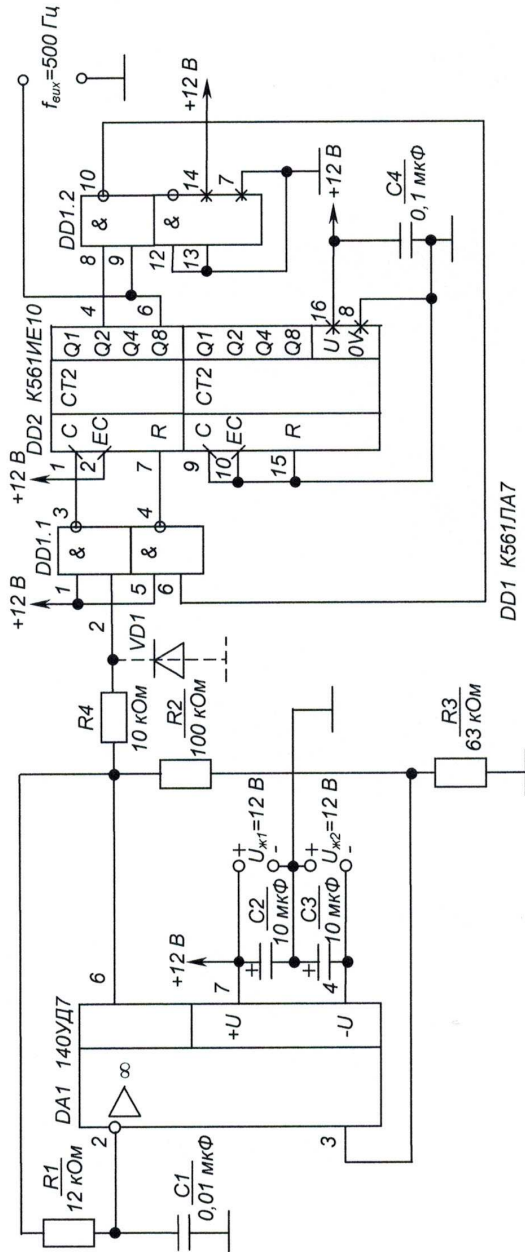 R1
12 кОм
C1
0,01 мкФ
DA1 140УД7
2
3
∞
6
+U
-U
7
4
+12 В
+
C2
10 мкФ
+
C3
10 мкФ
+
Uж1=12 В
-
+
Uж2=12 В
-
R3
63 кОм
R2
100 кОм
R4
10 кОм
VD1
+12 В
1
2
5
6
DD1.1
&
&
3
4
+12 В
1
2
7
9
10
15
DD2 К561ИЕ10
C
EC
R
C
EC
R
CT2
CT2
Q1
Q2
Q4
Q8
Q1
Q2
Q4
Q8
U
0V
4
6
16
8
DD1.2
8
9
12
13
&
&
10
14
7
+12 В
+12 В
C4
0,1 мкФ
fвих=500 Гц
DD1 К561ЛА7